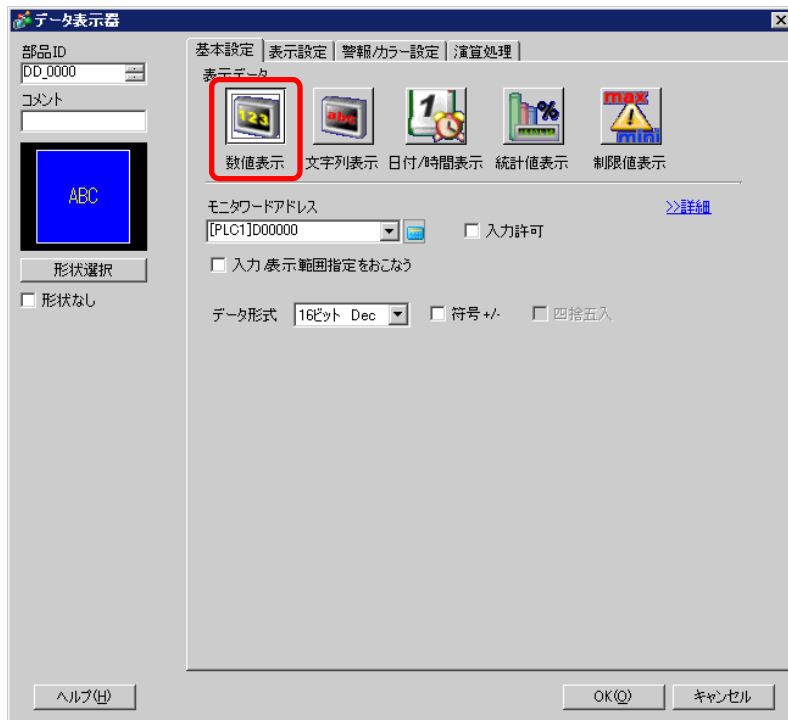 データ表示器
部品ID
DD_0000
コメント
ABC
形状選択
形状なし
基本設定 表示設定 警報/カラー設定 演算処理
表示データ
123 abc 1 % max mini
数値表示 文字列表示 日付/時間表示 統計値表示 制限値表示
モニタワードアドレス >>詳細
[PLC1]D00000 入力許可
入力/表示範囲指定をおこなう
データ形式 16ビット Dec 符号 +/- 四捨五入
ヘルプ(H) OK(O) キャンセル